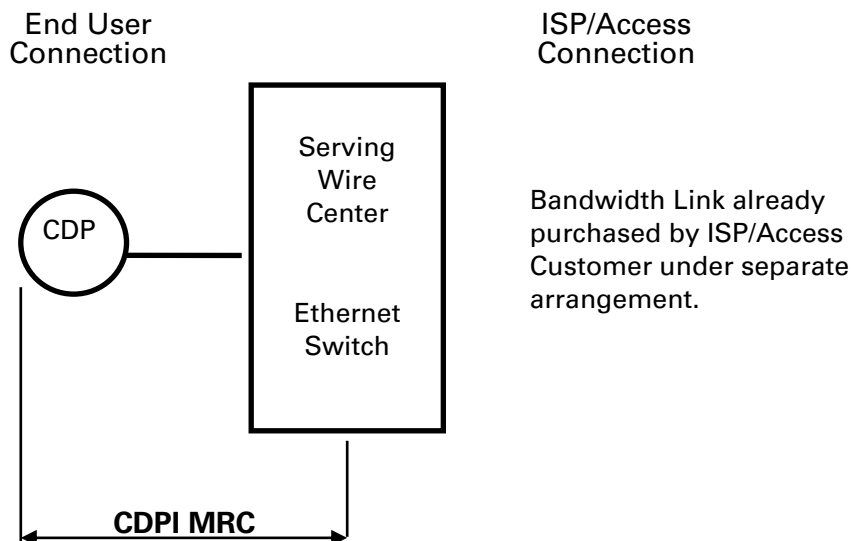 End User
Connection
ISP/Access
Connection
Serving
Wire
Center
CDP
Bandwidth Link already
purchased by ISP/Access
Customer under separate
arrangement.
Ethernet
Switch
CDPI MRC